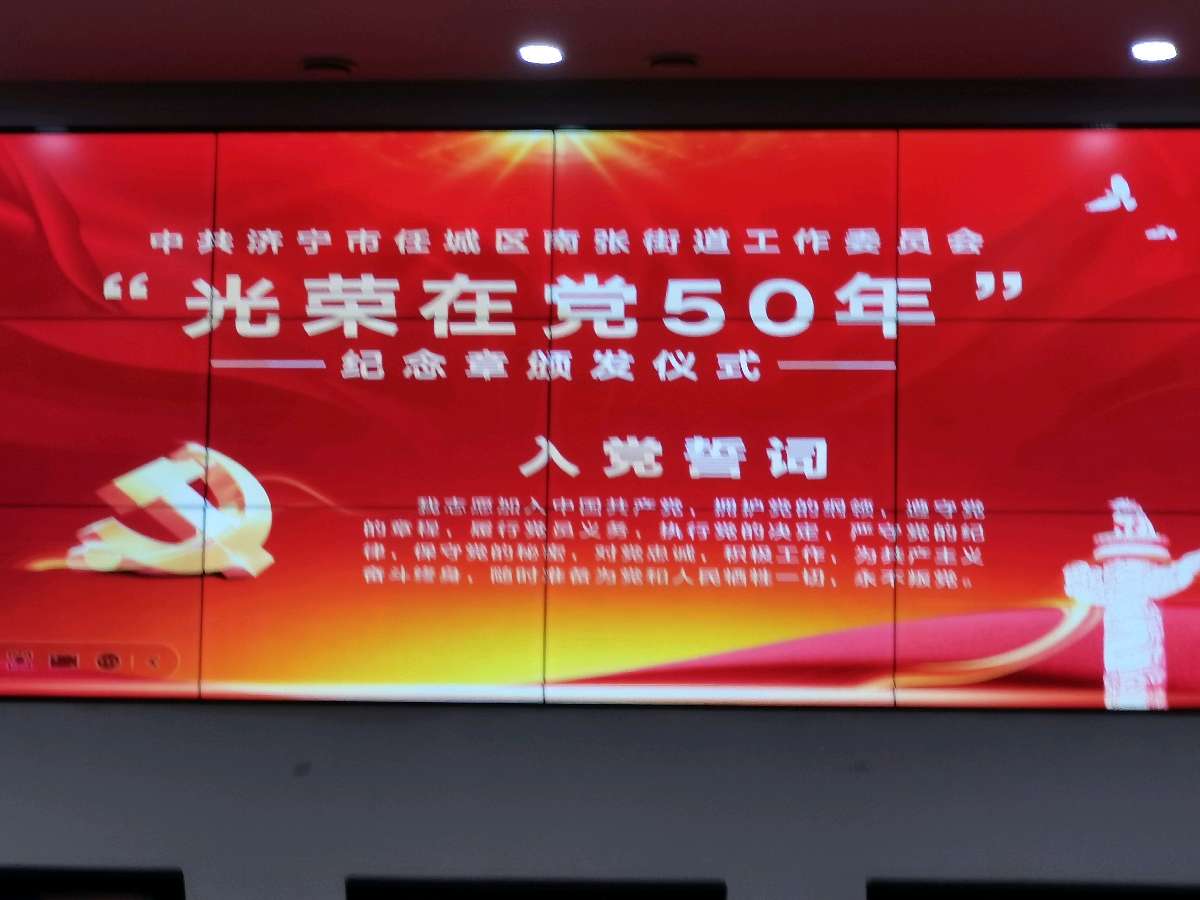 中共济宁市任城区南张街道工作委员会
“光荣在党50年”
纪念章颁发仪式
入党誓词
我志愿加入中国共产党，拥护党的纲领，遵守党
的章程，履行党员义务，执行党的决定，严守党的纪
律，保守党的秘密，对党忠诚，积极工作，为共产主义
奋斗终身，随时准备为党和人民牺牲一切，永不叛党。